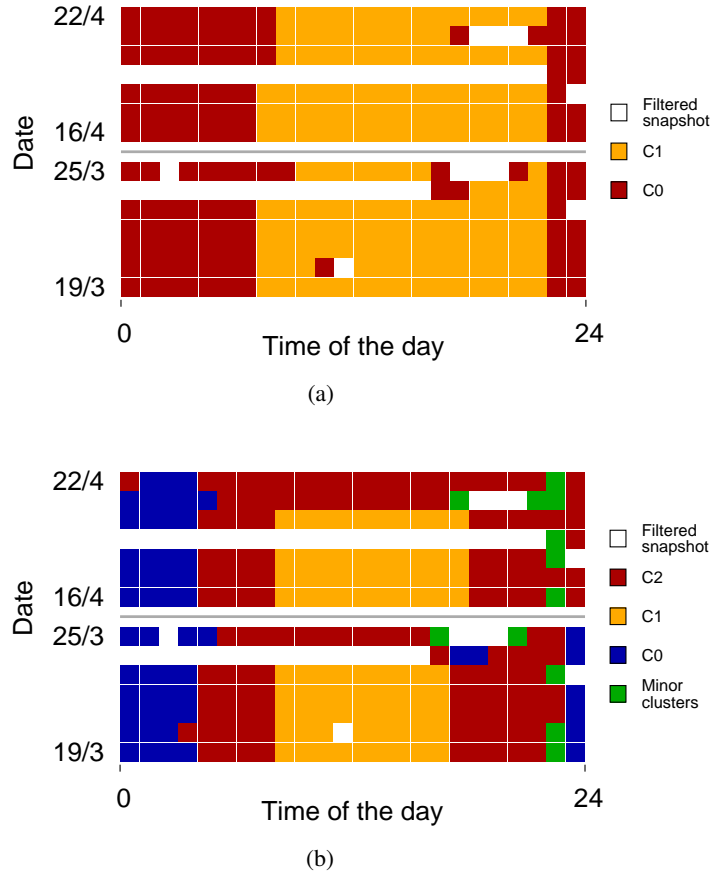 22/4
16/4
25/3
19/3
Date
0
24
Time of the day
Filtered
snapshot
C1
C0
(a)
22/4
16/4
25/3
19/3
Date
0
24
Time of the day
Filtered
snapshot
C2
C1
C0
Minor
clusters
(b)